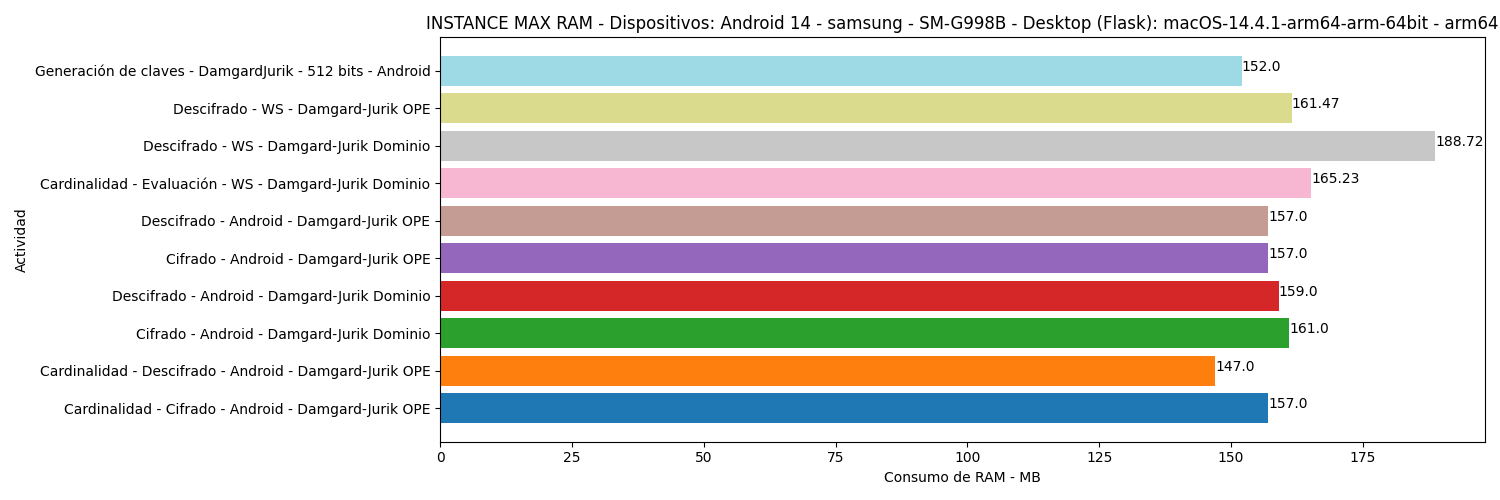 INSTANCE MAX RAM - Dispositivos: Android 14 - samsung - SM-G998B - Desktop (Flask): macOS-14.4.1-arm64-arm-64bit - arm64
Actividad
Generación de claves - DamgardJurik - 512 bits - Android 152.0
Descifrado - WS - Damgard-Jurik OPE 161.47
Descifrado - WS - Damgard-Jurik Dominio 188.72
Cardinalidad - Evaluación - WS - Damgard-Jurik Dominio 165.23
Descifrado - Android - Damgard-Jurik OPE 157.0
Cifrado - Android - Damgard-Jurik OPE 157.0
Descifrado - Android - Damgard-Jurik Dominio 159.0
Cifrado - Android - Damgard-Jurik Dominio 161.0
Cardinalidad - Descifrado - Android - Damgard-Jurik OPE 147.0
Cardinalidad - Cifrado - Android - Damgard-Jurik OPE 157.0
0 25 50 75 100 125 150 175
Consumo de RAM - MB